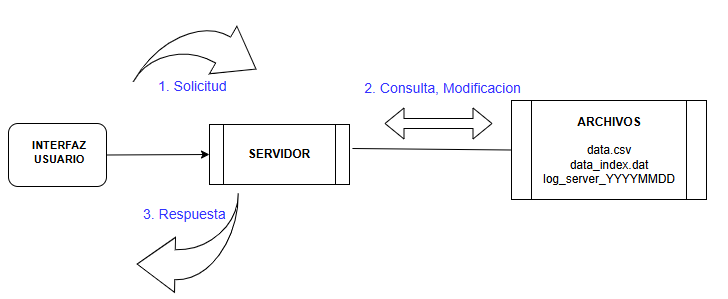 1. Solicitud
2. Consulta, Modificacion
INTERFAZ
USUARIO
SERVIDOR
ARCHIVOS
data.csv
data_index.dat
log_server_YYYYMMDD
3. Respuesta